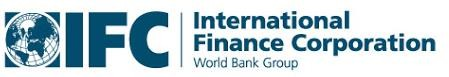 IFC
International
Finance Corporation
World Bank Group